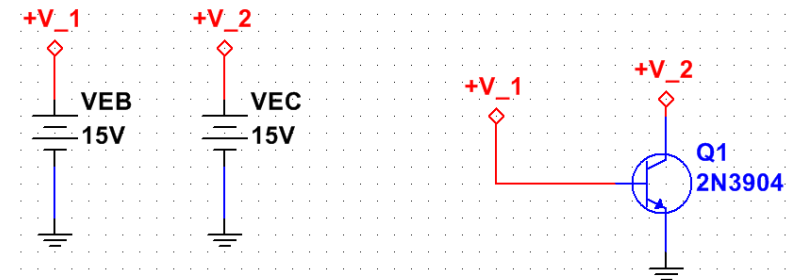 +V_1
+V_2
VEB
15V
VEC
15V
+V_1
+V_2
Q1
2N3904